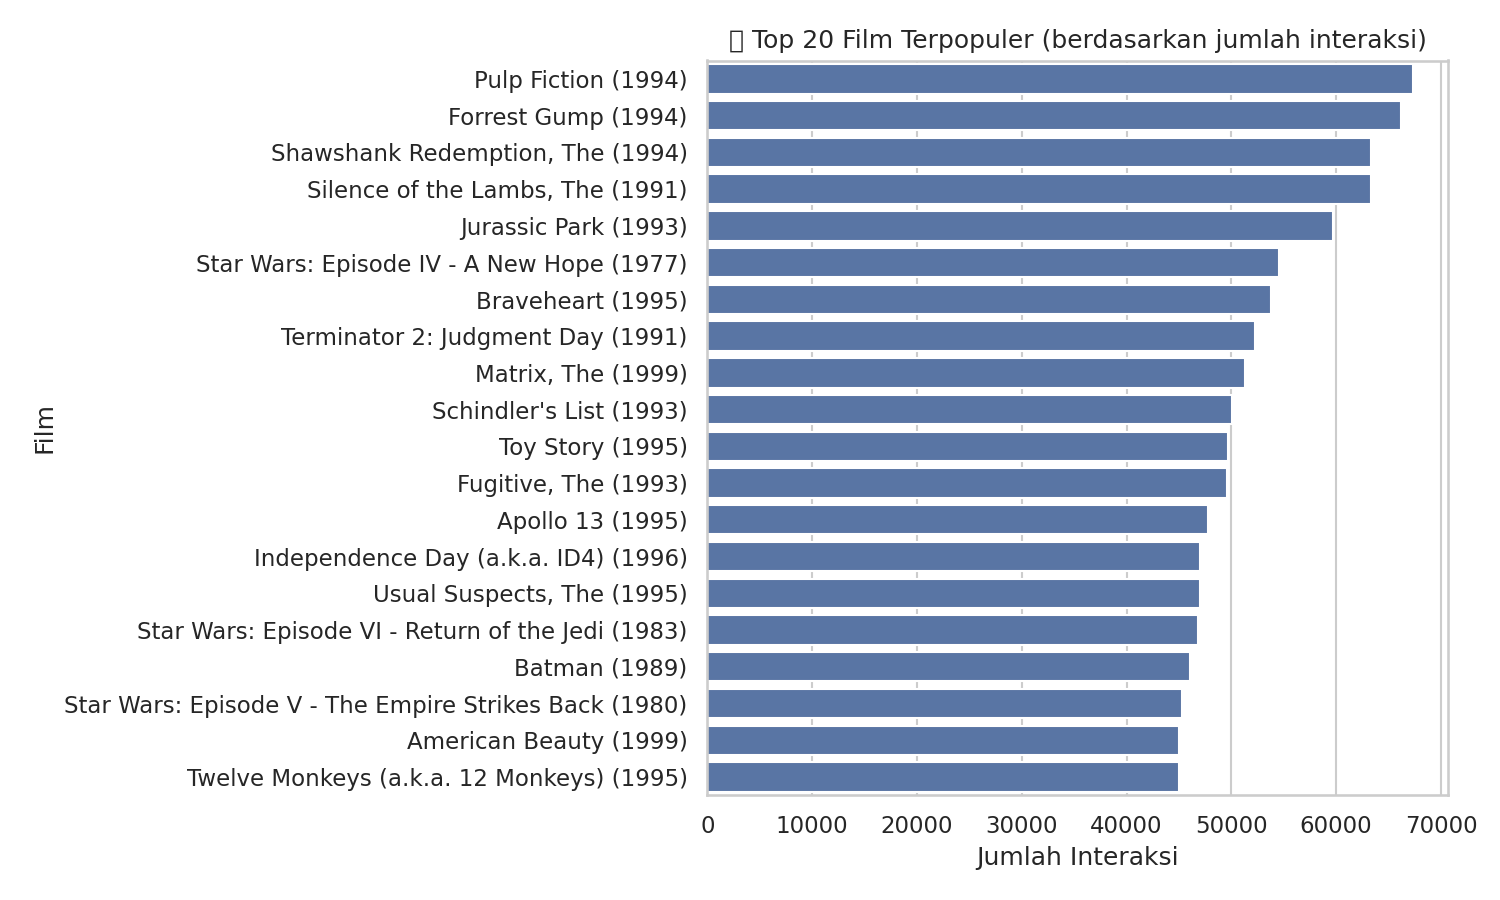 Top 20 Film Terpopuler (berdasarkan jumlah interaksi)
Pulp Fiction (1994)
Forrest Gump (1994)
Shawshank Redemption, The (1994)
Silence of the Lambs, The (1991)
Jurassic Park (1993)
Star Wars: Episode IV - A New Hope (1977)
Braveheart (1995)
Terminator 2: Judgment Day (1991)
Matrix, The (1999)
Schindler's List (1993)
Toy Story (1995)
Fugitive, The (1993)
Apollo 13 (1995)
Independence Day (a.k.a. ID4) (1996)
Usual Suspects, The (1995)
Star Wars: Episode VI - Return of the Jedi (1983)
Batman (1989)
Star Wars: Episode V - The Empire Strikes Back (1980)
American Beauty (1999)
Twelve Monkeys (a.k.a. 12 Monkeys) (1995)
Film
0 10000 20000 30000 40000 50000 60000 70000
Jumlah Interaksi